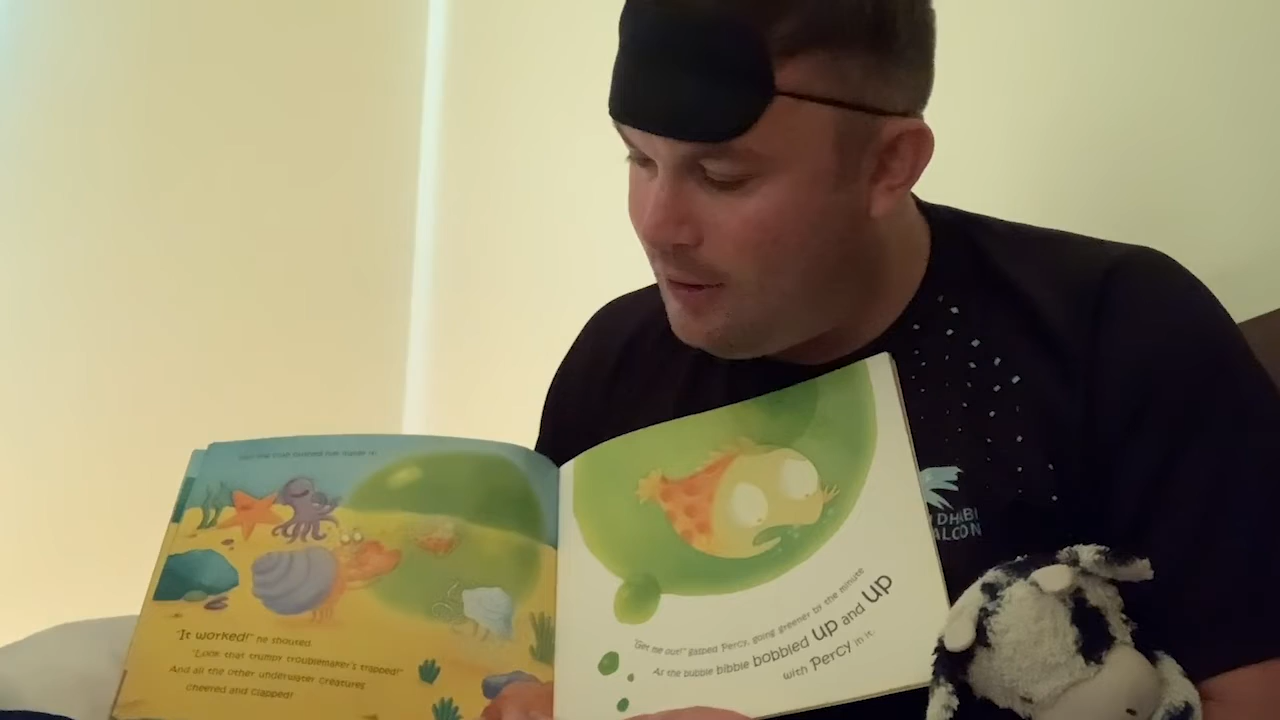 "It worked!" he shouted.
"Look, that trumpy troublemaker's trapped!"
And all the other underwater creatures
cheered and clapped!
"Get me out!" gasped Percy, going greener by the minute
As the bubble bibble bobbled up and up
with Percy in it.
DHABI
ALCON